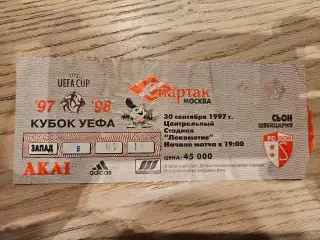 UEFA CUP
'97 '98
КУБОК УЕФА
ЗАПАД 6
AKAI adidas
Спартак
МОСКВА
30 сентября 1997 г.
Центральный
Стадион
"Локомотив"
Начало матча в 19:00
ЦЕНА: 45 000
СЬОН
ШВЕЙЦАРИЯ
FC SION